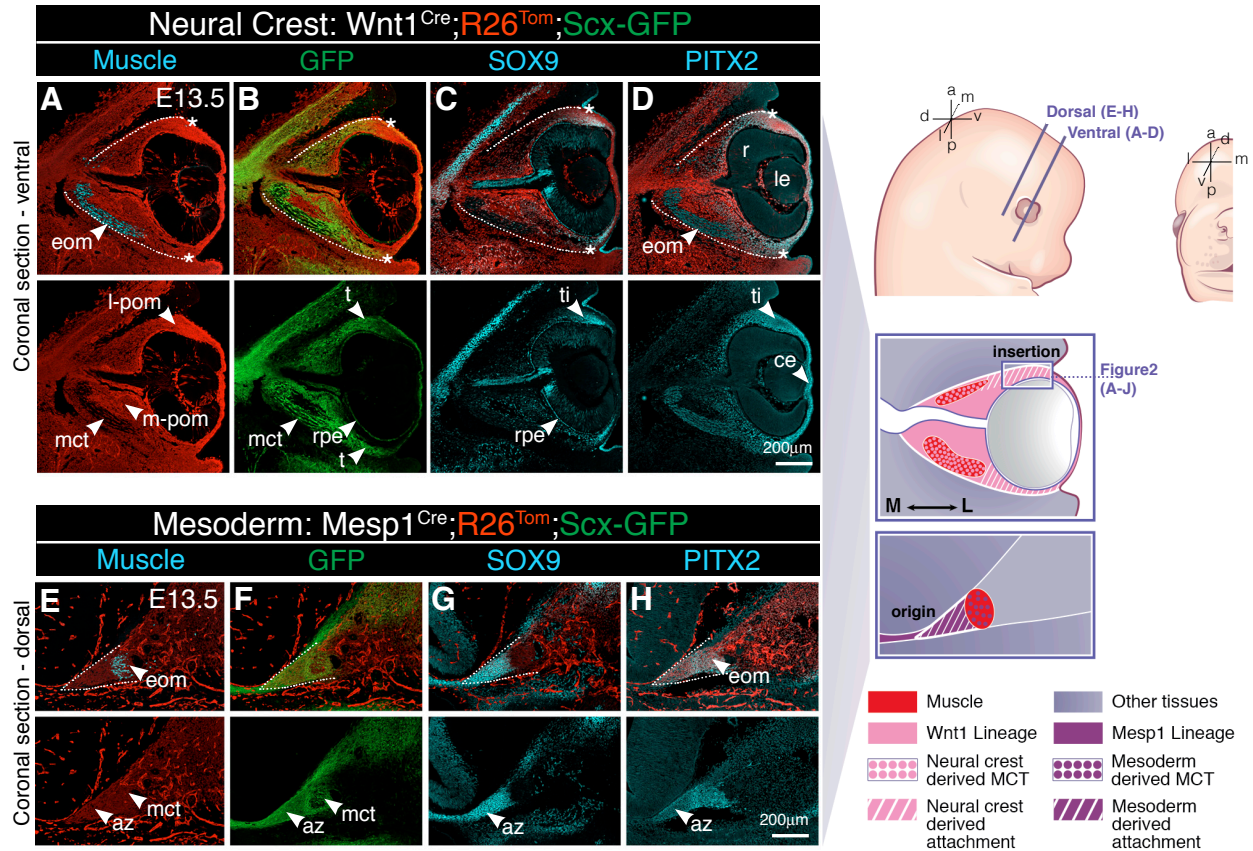 Neural Crest: Wnt1Cre;R26Tom;Scx-GFP
Muscle GFP SOX9 PITX2
Coronal section - ventral
A E13.5 B C D
* * * *
r
le
eom
eom
* * * *
l-pom t ti ti
ce
m-pom
mct mct rpe rpe
t
200µm
Mesoderm: Mesp1Cre;R26Tom;Scx-GFP
Muscle GFP SOX9 PITX2
Coronal section - dorsal
E E13.5 F G H
eom eom
mct mct
az az az az
200µm
a
m
d v
l
p
Dorsal (E-H)
Ventral (A-D)
a
d
l m
v
p
insertion
Figure2
(A-J)
M L
origin
Muscle
Other tissues
Wnt1 Lineage
Mesp1 Lineage
Neural crest
derived MCT
Mesoderm
derived MCT
Neural crest
derived
attachment
Mesoderm
derived
attachment